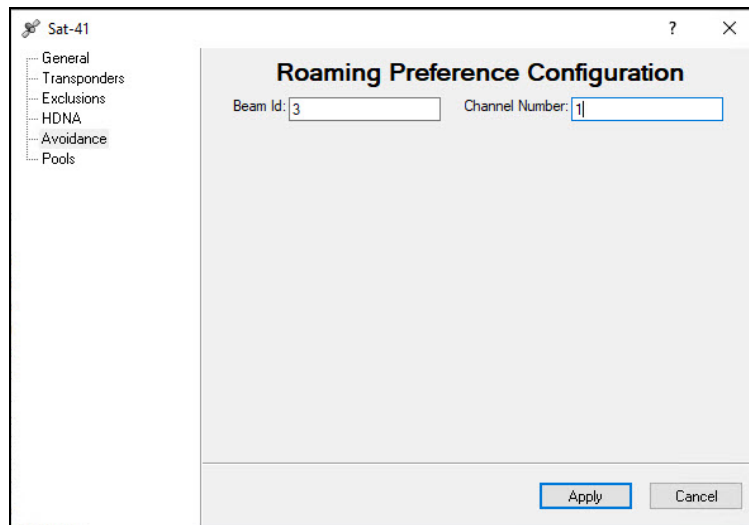 Sat-41
?
General
Transponders
Exclusions
HDNA
Avoidance
Pools
Roaming Preference Configuration
Beam Id: 3 Channel Number: 1
Apply Cancel